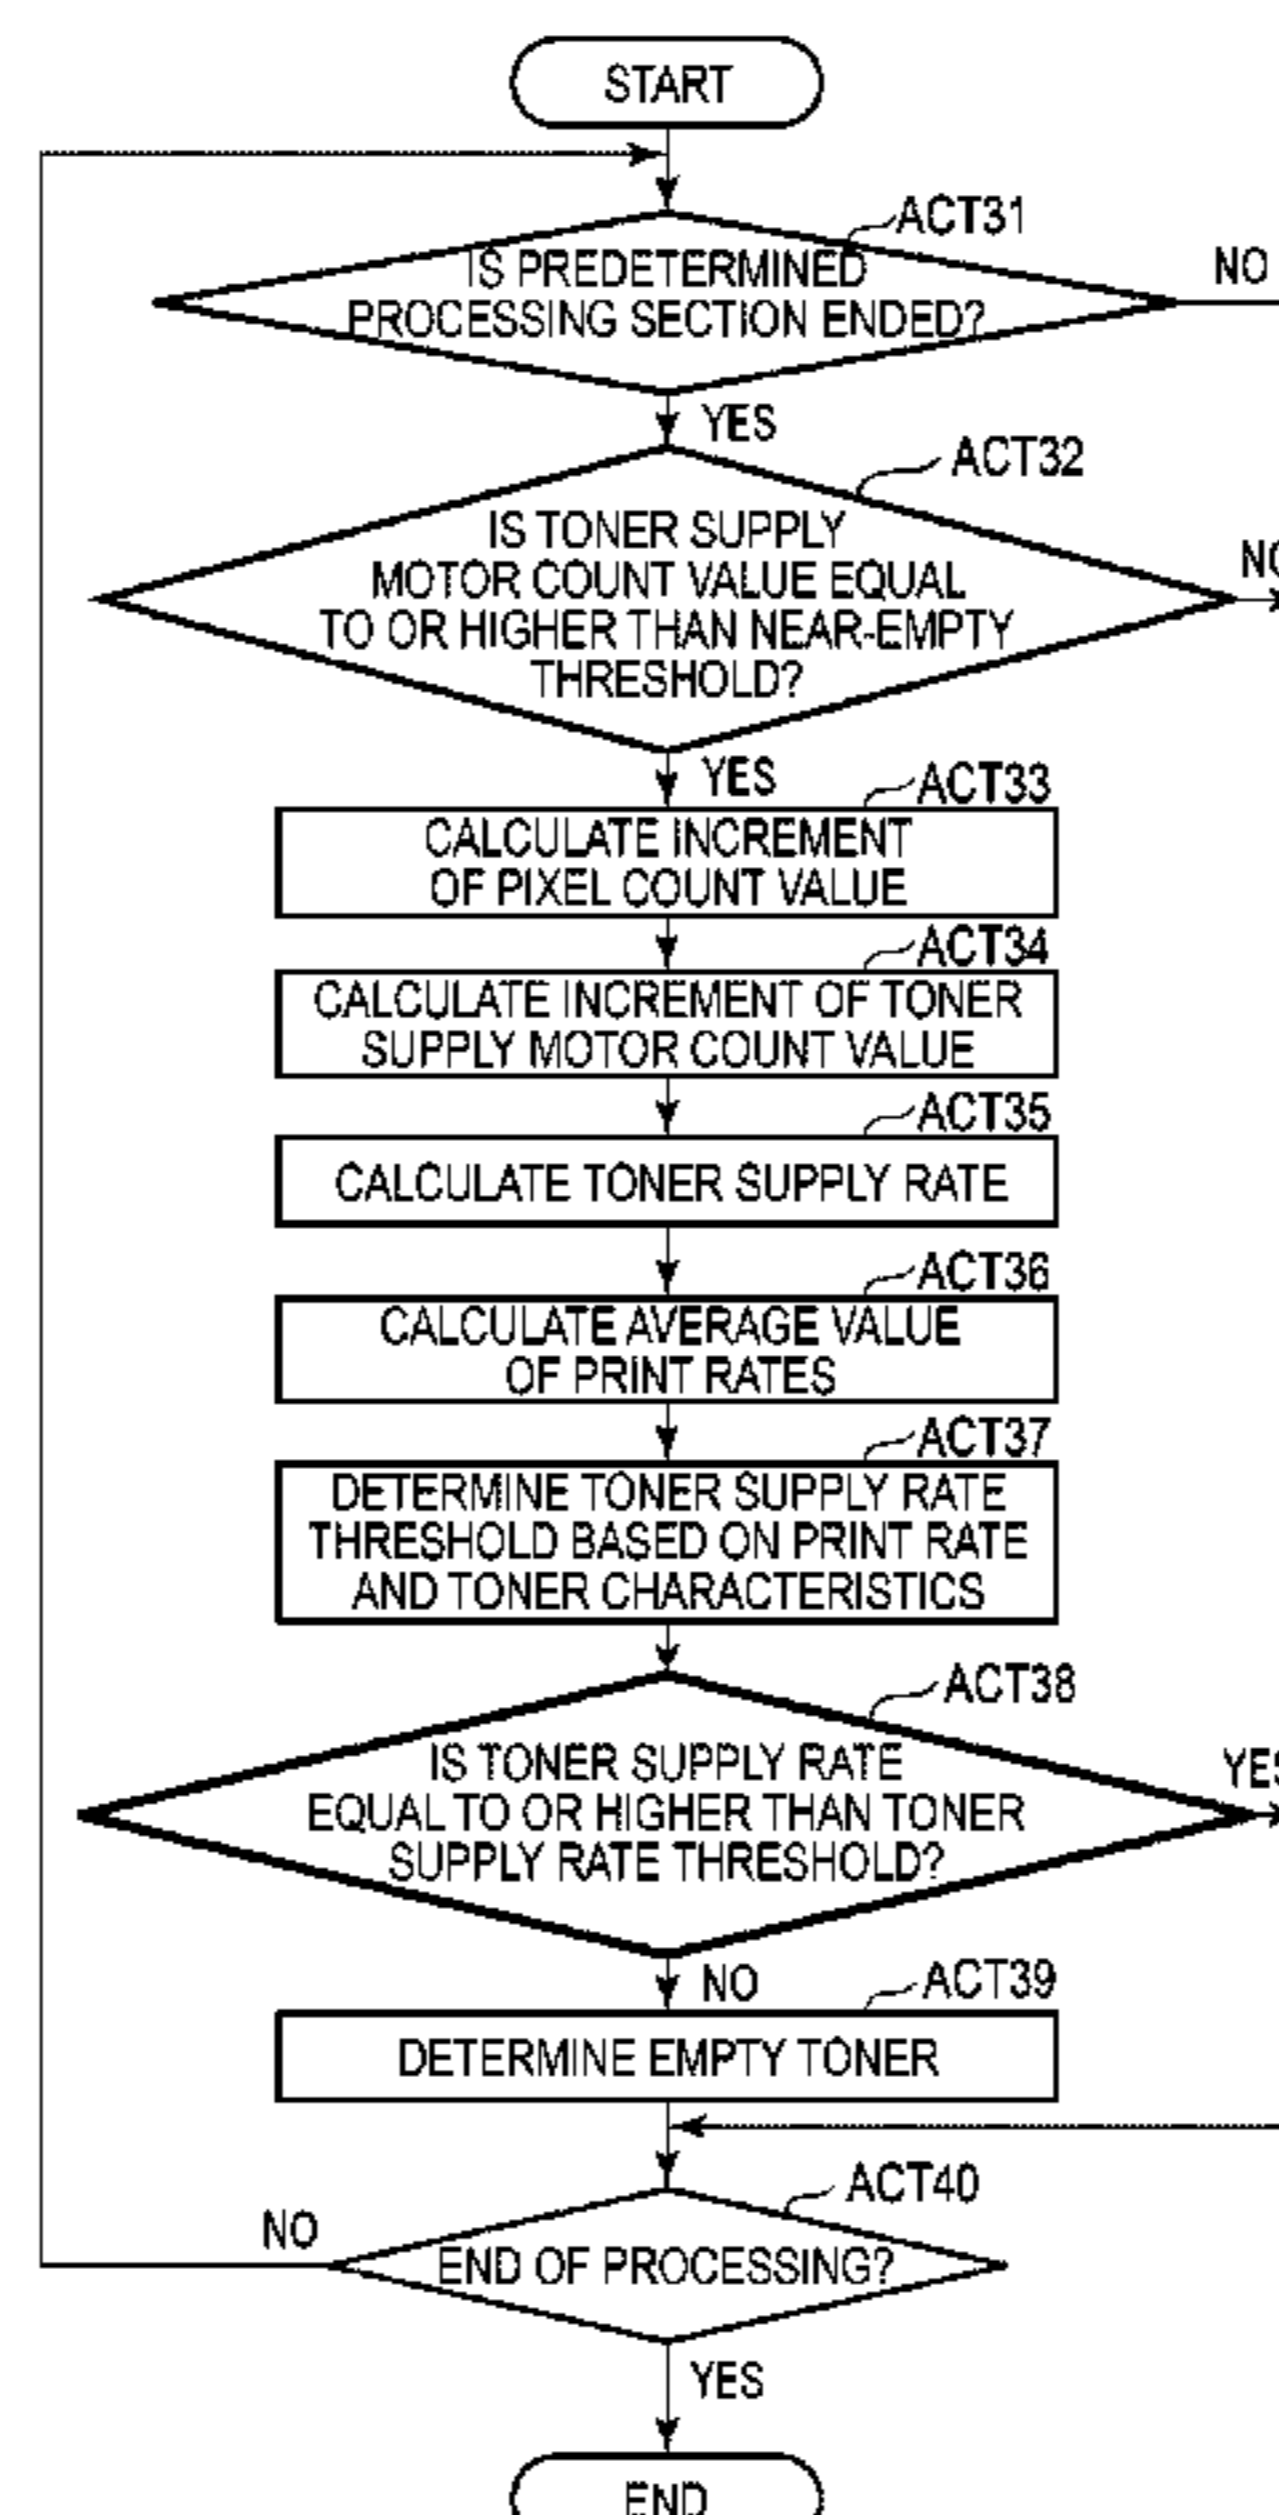 START
ACT31
IS PREDETERMINED
PROCESSING SECTION ENDED?
NO
YES
ACT32
IS TONER SUPPLY
MOTOR COUNT VALUE EQUAL
TO OR HIGHER THAN NEAR-EMPTY
THRESHOLD?
NO
YES
ACT33
CALCULATE INCREMENT
OF PIXEL COUNT VALUE
ACT34
CALCULATE INCREMENT OF TONER
SUPPLY MOTOR COUNT VALUE
ACT35
CALCULATE TONER SUPPLY RATE
ACT36
CALCULATE AVERAGE VALUE
OF PRINT RATES
ACT37
DETERMINE TONER SUPPLY RATE
THRESHOLD BASED ON PRINT RATE
AND TONER CHARACTERISTICS
ACT38
IS TONER SUPPLY RATE
EQUAL TO OR HIGHER THAN TONER
SUPPLY RATE THRESHOLD?
YES
NO
ACT39
DETERMINE EMPTY TONER
ACT40
NO
END OF PROCESSING?
YES
END